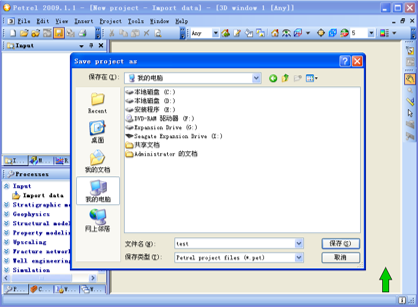 Petrel 2009.1.1 - [New project - Import data] - [3D window 1 [Any]]
File Edit View Insert Project Tools Window Help
Any
5
Input
Save project as
保存在(I): 我的电脑
Recent
桌面
我的文档
我的电脑
网上邻居
本地磁盘 (C:)
本地磁盘 (D:)
安装程序 (E:)
DVD-RAM 驱动器 (F:)
Expansion Drive (G:)
Seagate Expansion Drive (I:)
共享文档
Administrator 的文档
文件名(N): test 保存(S)
保存类型(T): Petrel project files (*.pet) 取消
Processes
Input
Import data
Stratigraphic mo
Geophysics
Structural model
Property modelin
Upscaling
Fracture network
Well engineering
Simulation